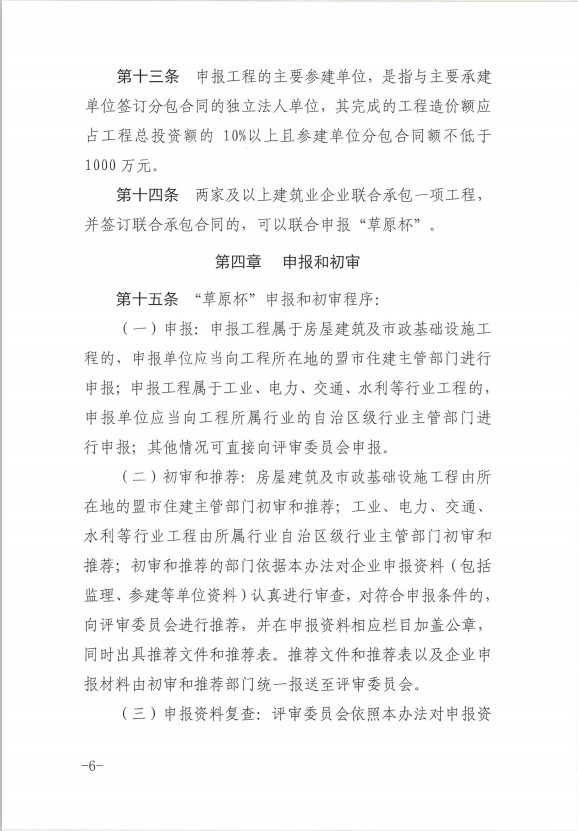 第十三条 申报工程的主要参建单位，是指与主要承建
单位签订分包合同的独立法人单位，其完成的工程造价额应
占工程总投资额的 10%以上且参建单位分包合同额不低于
1000 万元。
第十四条 两家及以上建筑业企业联合承包一项工程，
并签订联合承包合同的，可以联合申报“草原杯”。
第四章 申报和初审
第十五条 “草原杯”申报和初审程序：
（一）申报：申报工程属于房屋建筑及市政基础设施工
程的，申报单位应当向工程所在地的盟市住建主管部门进行
申报；申报工程属于工业、电力、交通、水利等行业工程的，
申报单位应当向工程所属行业的自治区级行业主管部门进
行申报；其他情况可直接向评审委员会申报。
（二）初审和推荐：房屋建筑及市政基础设施工程由所
在地的盟市住建主管部门初审和推荐；工业、电力、交通、
水利等行业工程由所属行业自治区级行业主管部门初审和
推荐；初审和推荐的部门依据本办法对企业申报资料（包括
监理、参建等单位资料）认真进行审查，对符合申报条件的，
向评审委员会进行推荐，并在申报资料相应栏目加盖公章，
同时出具推荐文件和推荐表。推荐文件和推荐表以及企业申
报材料由初审和推荐部门统一报送至评审委员会。
（三）申报资料复查：评审委员会依照本办法对申报资
-6-